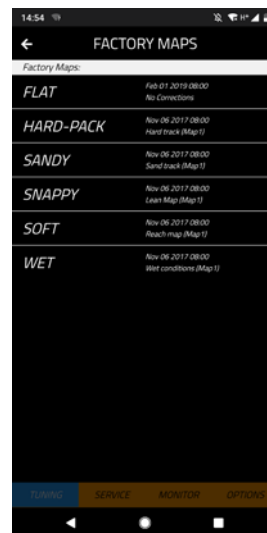 14:54
H+
FACTORY MAPS
Factory Maps:
FLAT
Feb 01 2019 08:00
No Corrections
HARD-PACK
Nov 06 2017 08:00
Hard track (Map1)
SANDY
Nov 06 2017 08:00
Sand track (Map1)
SNAPPY
Nov 06 2017 08:00
Lean Map (Map1)
SOFT
Nov 06 2017 08:00
Reach map (Map1)
WET
Nov 06 2017 08:00
Wet conditions (Map1)
TUNING SERVICE MONITOR OPTIONS